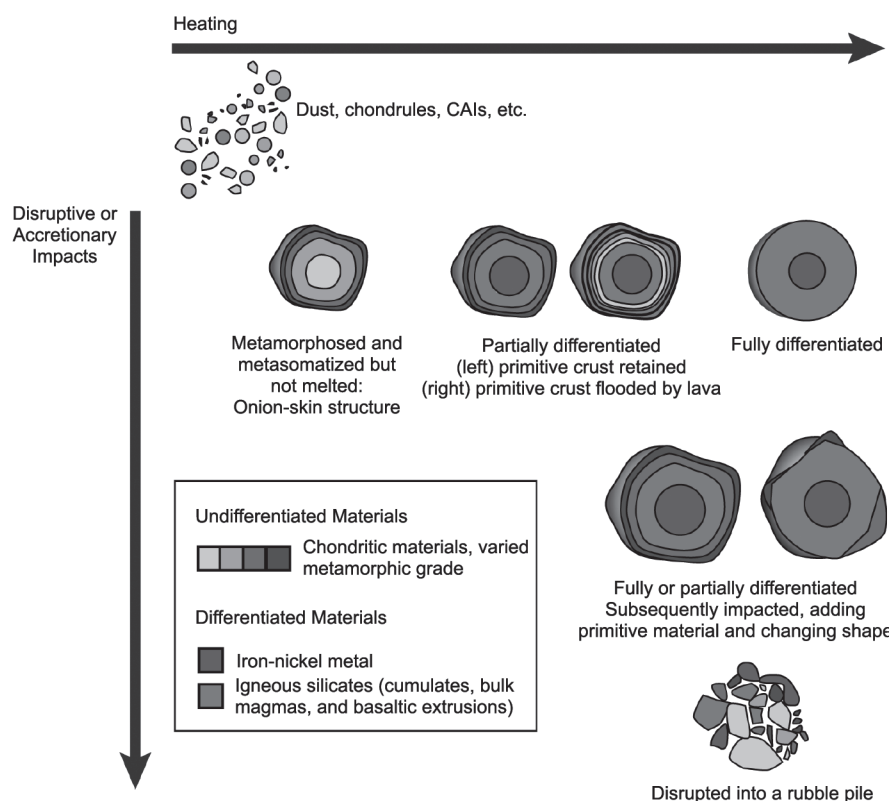 Heating
Dust, chondrules, CAIs, etc.
Disruptive or
Accretionary
Impacts
Metamorphosed and
metasomatized but
not melted:
Onion-skin structure
Partially differentiated
(left) primitive crust retained
(right) primitive crust flooded by lava
Fully differentiated
Undifferentiated Materials
Chondritic materials, varied
metamorphic grade
Differentiated Materials
Iron-nickel metal
Igneous silicates (cumulates, bulk
magmas, and basaltic extrusions)
Fully or partially differentiated
Subsequently impacted, adding
primitive material and changing shape
Disrupted into a rubble pile